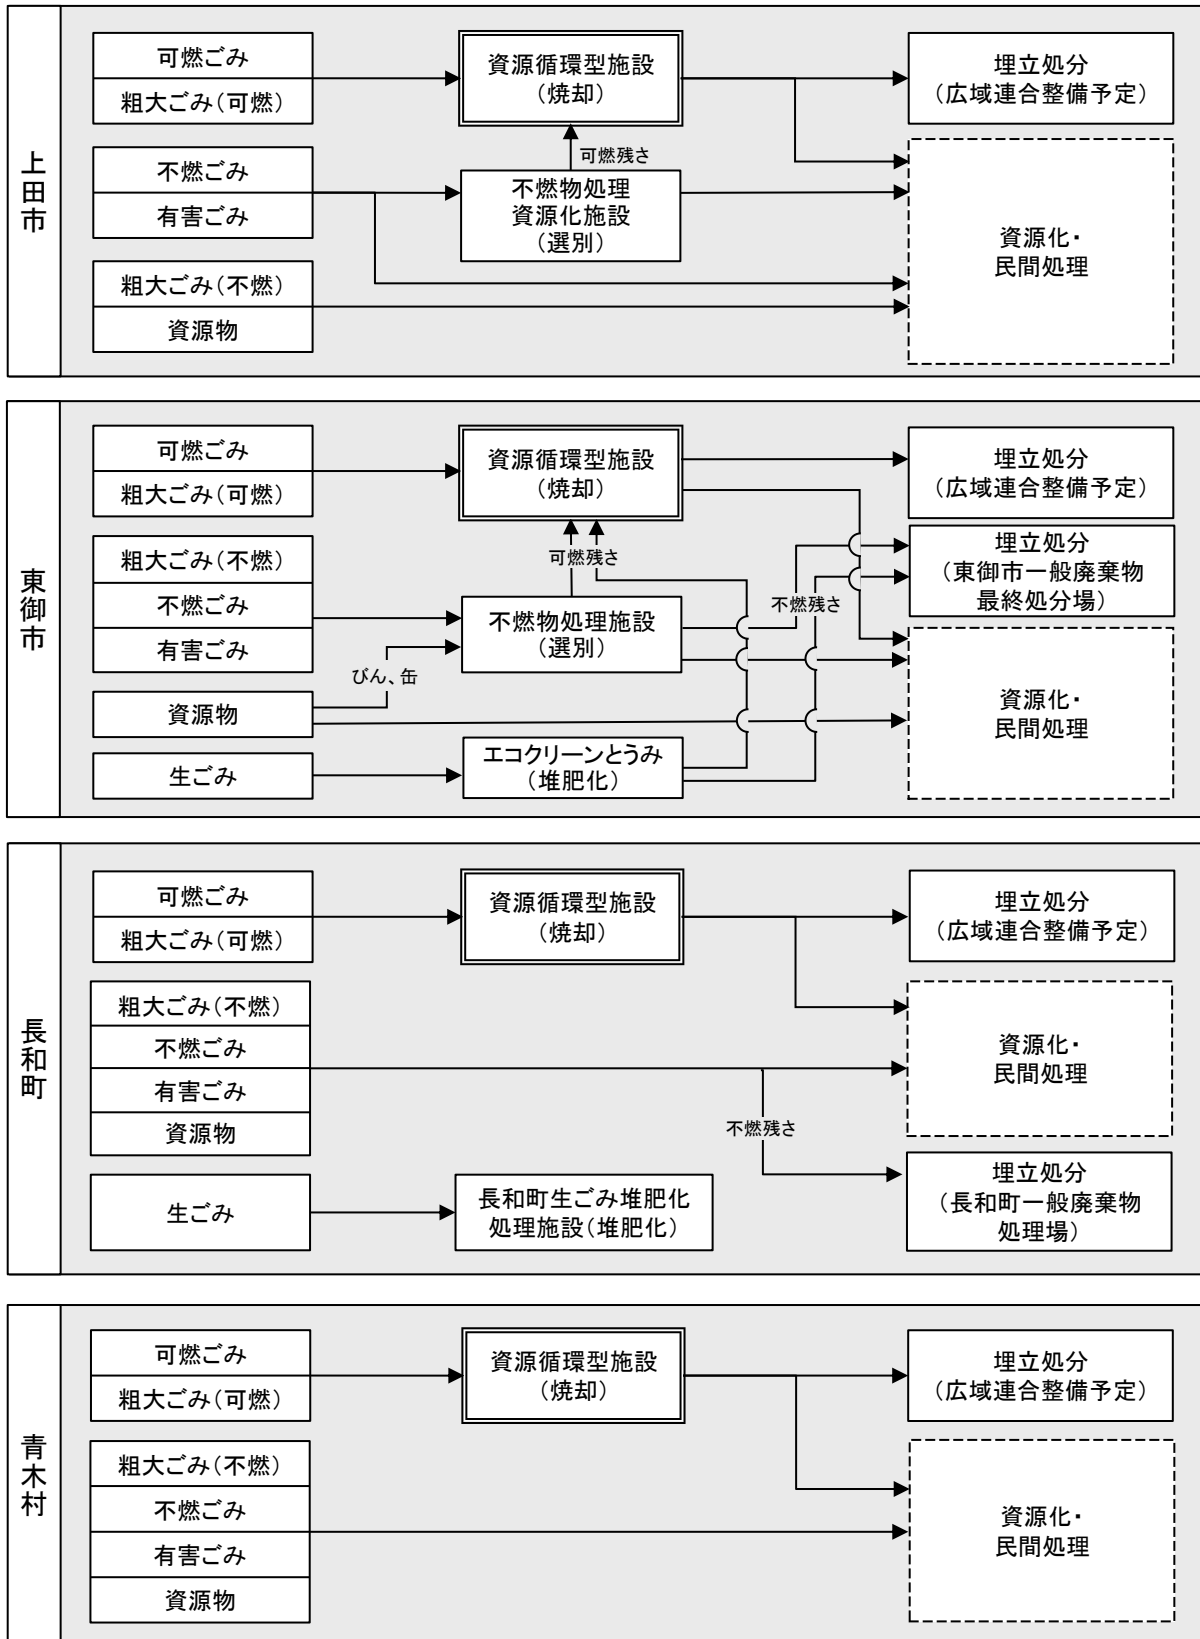 上田市
可燃ごみ
粗大ごみ(可燃)
不燃ごみ
有害ごみ
粗大ごみ(不燃)
資源物
資源循環型施設
(焼却)
可燃残さ
不燃物処理
資源化施設
(選別)
埋立処分
(広域連合整備予定)
資源化・
民間処理
東御市
可燃ごみ
粗大ごみ(可燃)
粗大ごみ(不燃)
不燃ごみ
有害ごみ
資源物
生ごみ
びん、缶
資源循環型施設
(焼却)
可燃残さ
不燃物処理施設
(選別)
エコクリーンとうみ
(堆肥化)
不燃残さ
埋立処分
(広域連合整備予定)
埋立処分
(東御市一般廃棄物
最終処分場)
資源化・
民間処理
長和町
可燃ごみ
粗大ごみ(可燃)
粗大ごみ(不燃)
不燃ごみ
有害ごみ
資源物
生ごみ
資源循環型施設
(焼却)
長和町生ごみ堆肥化
処理施設(堆肥化)
不燃残さ
埋立処分
(広域連合整備予定)
資源化・
民間処理
埋立処分
(長和町一般廃棄物
処理場)
青木村
可燃ごみ
粗大ごみ(可燃)
粗大ごみ(不燃)
不燃ごみ
有害ごみ
資源物
資源循環型施設
(焼却)
埋立処分
(広域連合整備予定)
資源化・
民間処理